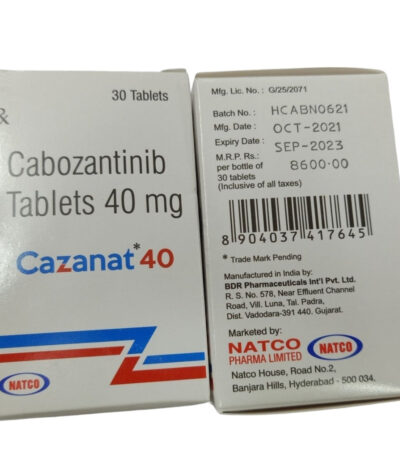 30 Tablets
Rx
Cabozantinib
Tablets 40 mg
Cazanat*40
NATCO
Mfg. Lic. No. : G/25/2071
Batch No. : HCABN0621
Mfg. Date : OCT-2021
Expiry Date : SEP-2023
M.R.P. Rs.:
per bottle of 8600.00
30 tablets
(Inclusive of all taxes)
8 904037 417645
* Trade Mark Pending
Manufactured in India by:
BDR Pharmaceuticals Int'l Pvt. Ltd.
R. S. No. 578, Near Effluent Channel
Road, Vill. Luna, Tal. Padra,
Dist. Vadodara-391 440. Gujarat.
Marketed by:
NATCO
PHARMA LIMITED
NATCO
Natco House, Road No.2,
Banjara Hills, Hyderabad - 500 034.